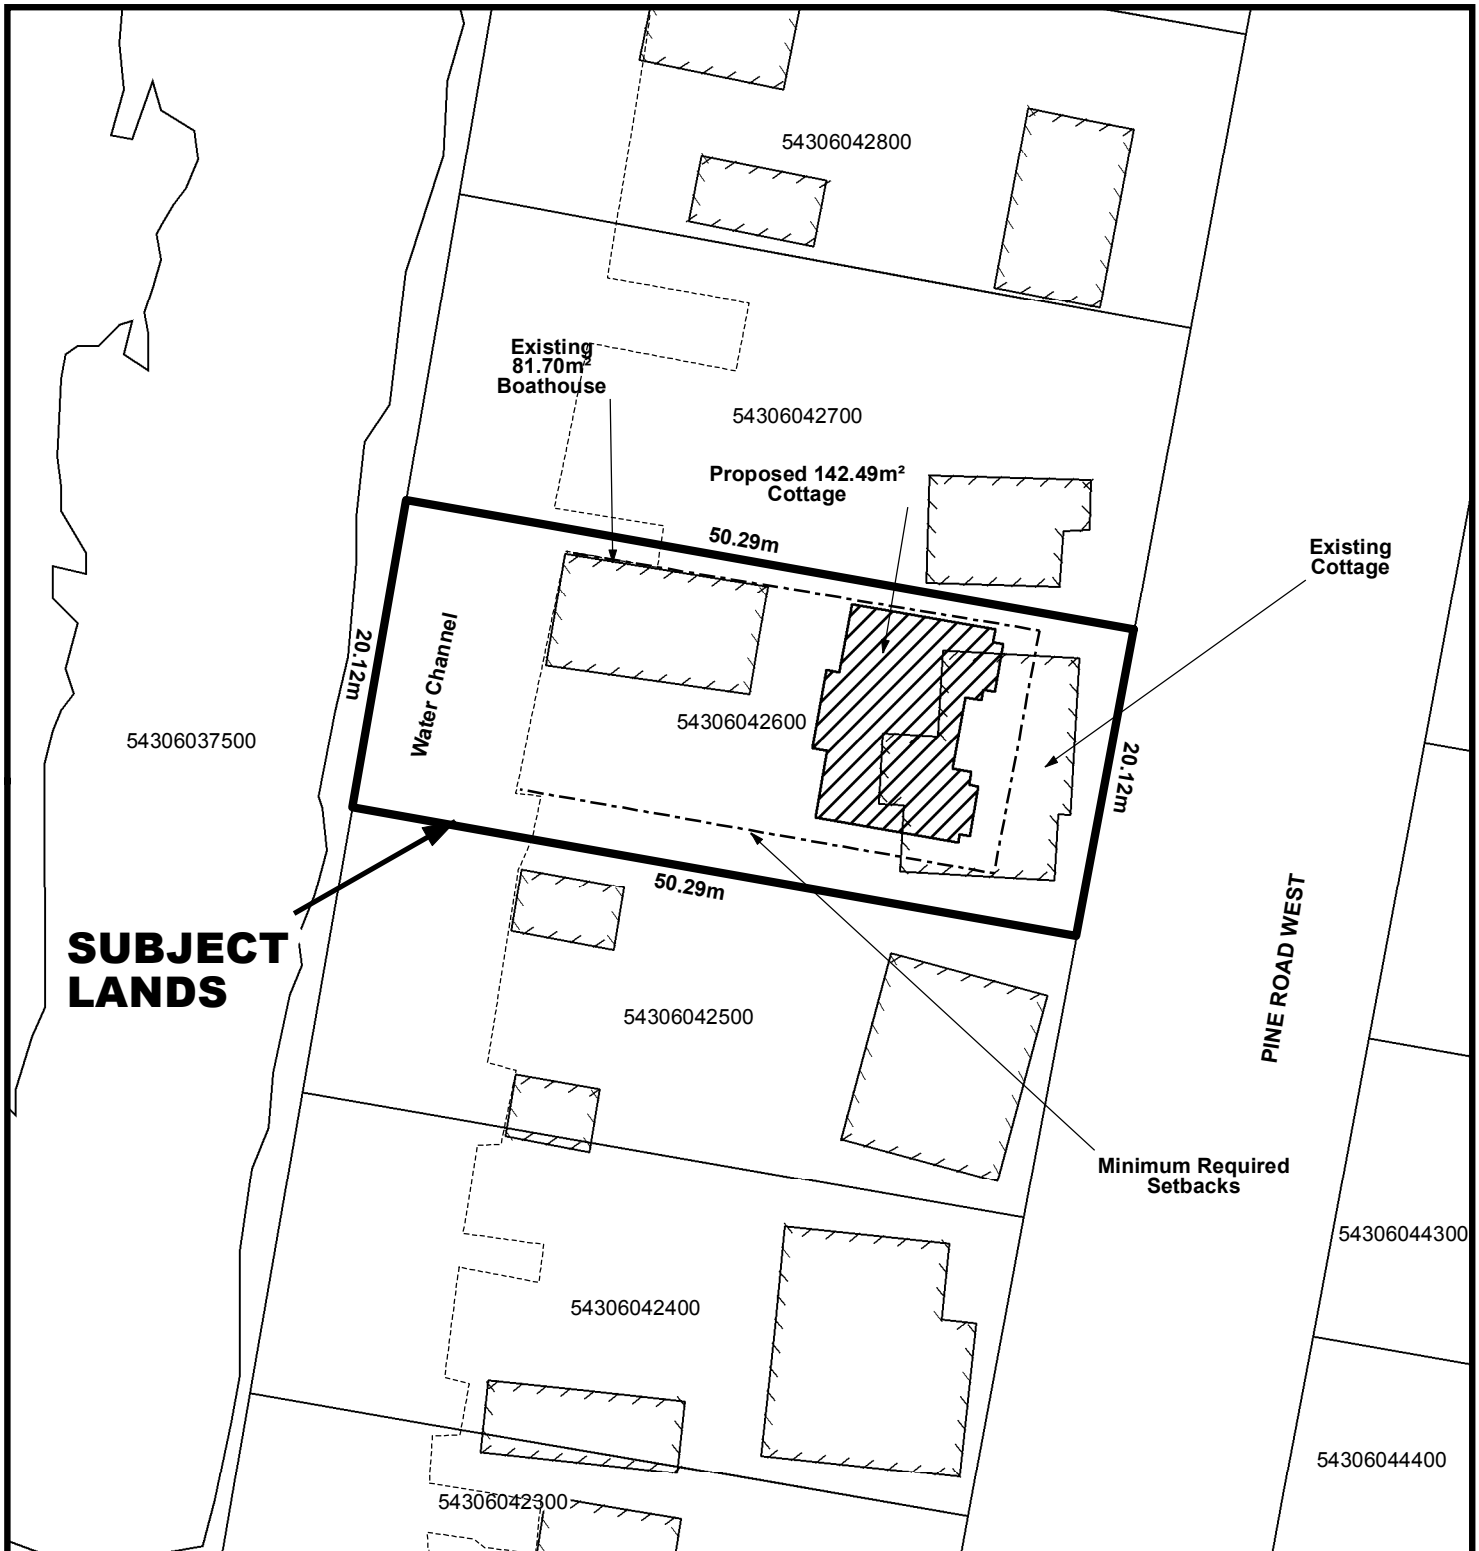 54306042800
Existing
81.70m²
Boathouse
54306042700
Proposed 142.49m²
Cottage
50.29m
Existing
Cottage
20.12m
Water Channel
54306042600
54306037500
20.12m
50.29m
SUBJECT
LANDS
PINE ROAD WEST
54306042500
Minimum Required
Setbacks
54306044300
54306042400
54306044400
54306042300